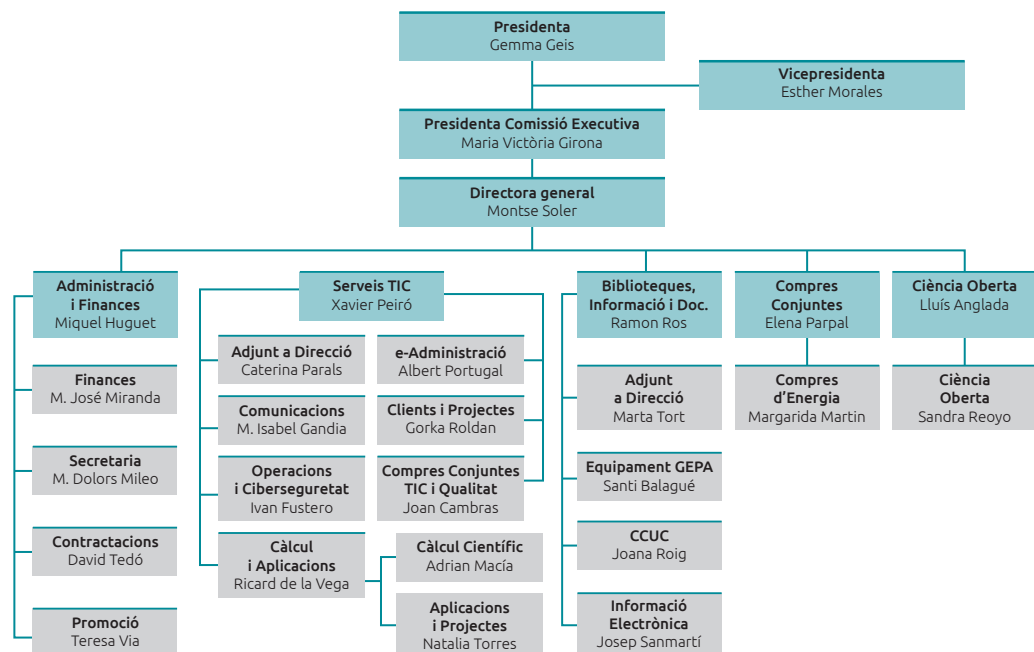 Presidenta
Gemma Geis
Vicepresidenta
Esther Morales
Presidenta Comissió Executiva
Maria Victòria Girona
Directora general
Montse Soler
Administració
i Finances
Miquel Huguet
Finances
M. José Miranda
Secretaria
M. Dolors Mileo
Contractacions
David Tedó
Promoció
Teresa Via
Serveis TIC
Xavier Peiró
Adjunt a Direcció
Caterina Parals
Comunicacions
M. Isabel Gandia
Operacions
i Ciberseguretat
Ivan Fustero
Càlcul
i Aplicacions
Ricard de la Vega
e-Administració
Albert Portugal
Clients i Projectes
Gorka Roldan
Compres Conjuntes
TIC i Qualitat
Joan Cambras
Càlcul Científic
Adrian Macía
Aplicacions
i Projectes
Natalia Torres
Biblioteques,
Informació i Doc.
Ramon Ros
Adjunt
a Direcció
Marta Tort
Equipament GEPA
Santi Balagué
CCUC
Joana Roig
Informació
Electrònica
Josep Sanmartí
Compres
Conjuntes
Elena Parpal
Compres
d’Energia
Margarida Martin
Ciència Oberta
Lluís Anglada
Ciència
Oberta
Sandra Reoyo